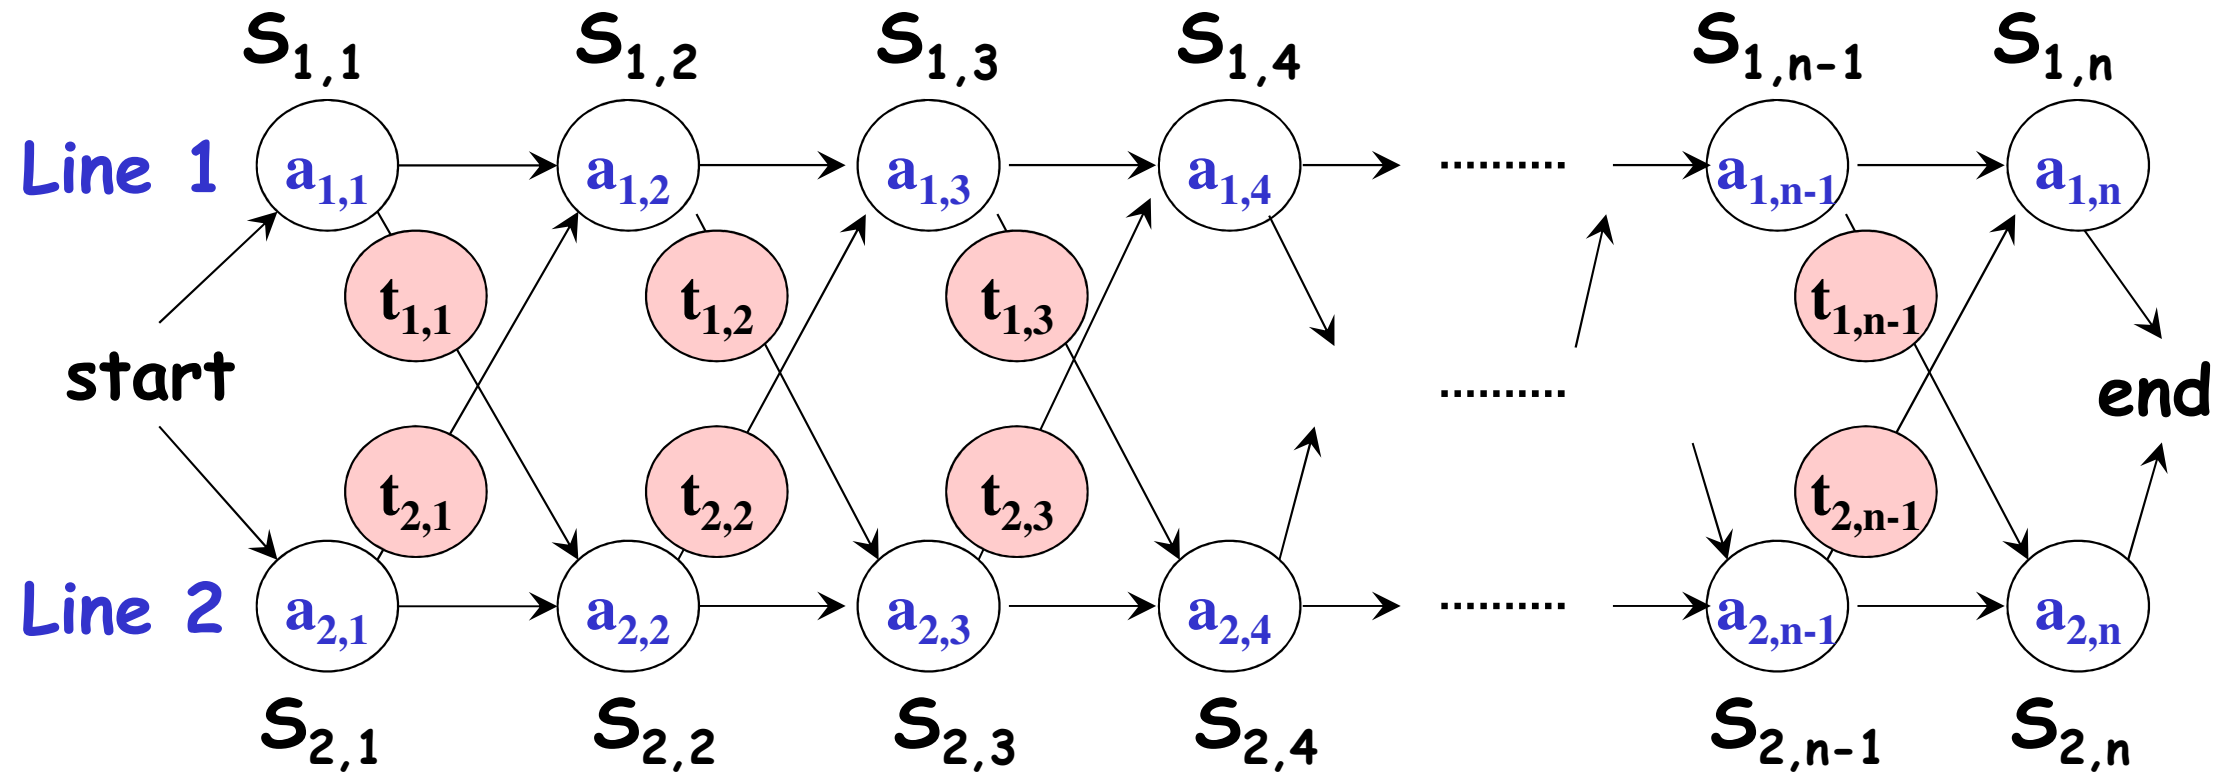 S1,1 S1,2 S1,3 S1,4 S1,n-1 S1,n
Line 1 a1,1 a1,2 a1,3 a1,4 .......... a1,n-1 a1,n
t1,1 t1,2 t1,3 t1,n-1
start .......... end
t2,1 t2,2 t2,3 t2,n-1
Line 2 a2,1 a2,2 a2,3 a2,4 .......... a2,n-1 a2,n
S2,1 S2,2 S2,3 S2,4 S2,n-1 S2,n